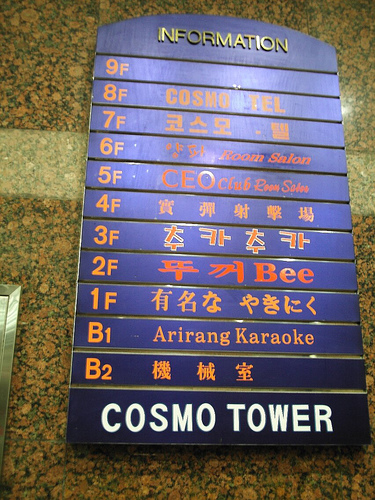 INFORMATION
9F
8F COSMO TEL
7F 코스모 · 텔
6F Room Salon
5F CEO Club Room Salon
4F 實彈射擊場
3F 추카추카
2F 뚜꺼 Bee
1F 有名な やきにく
B1 Arirang Karaoke
B2 機械室
COSMO TOWER